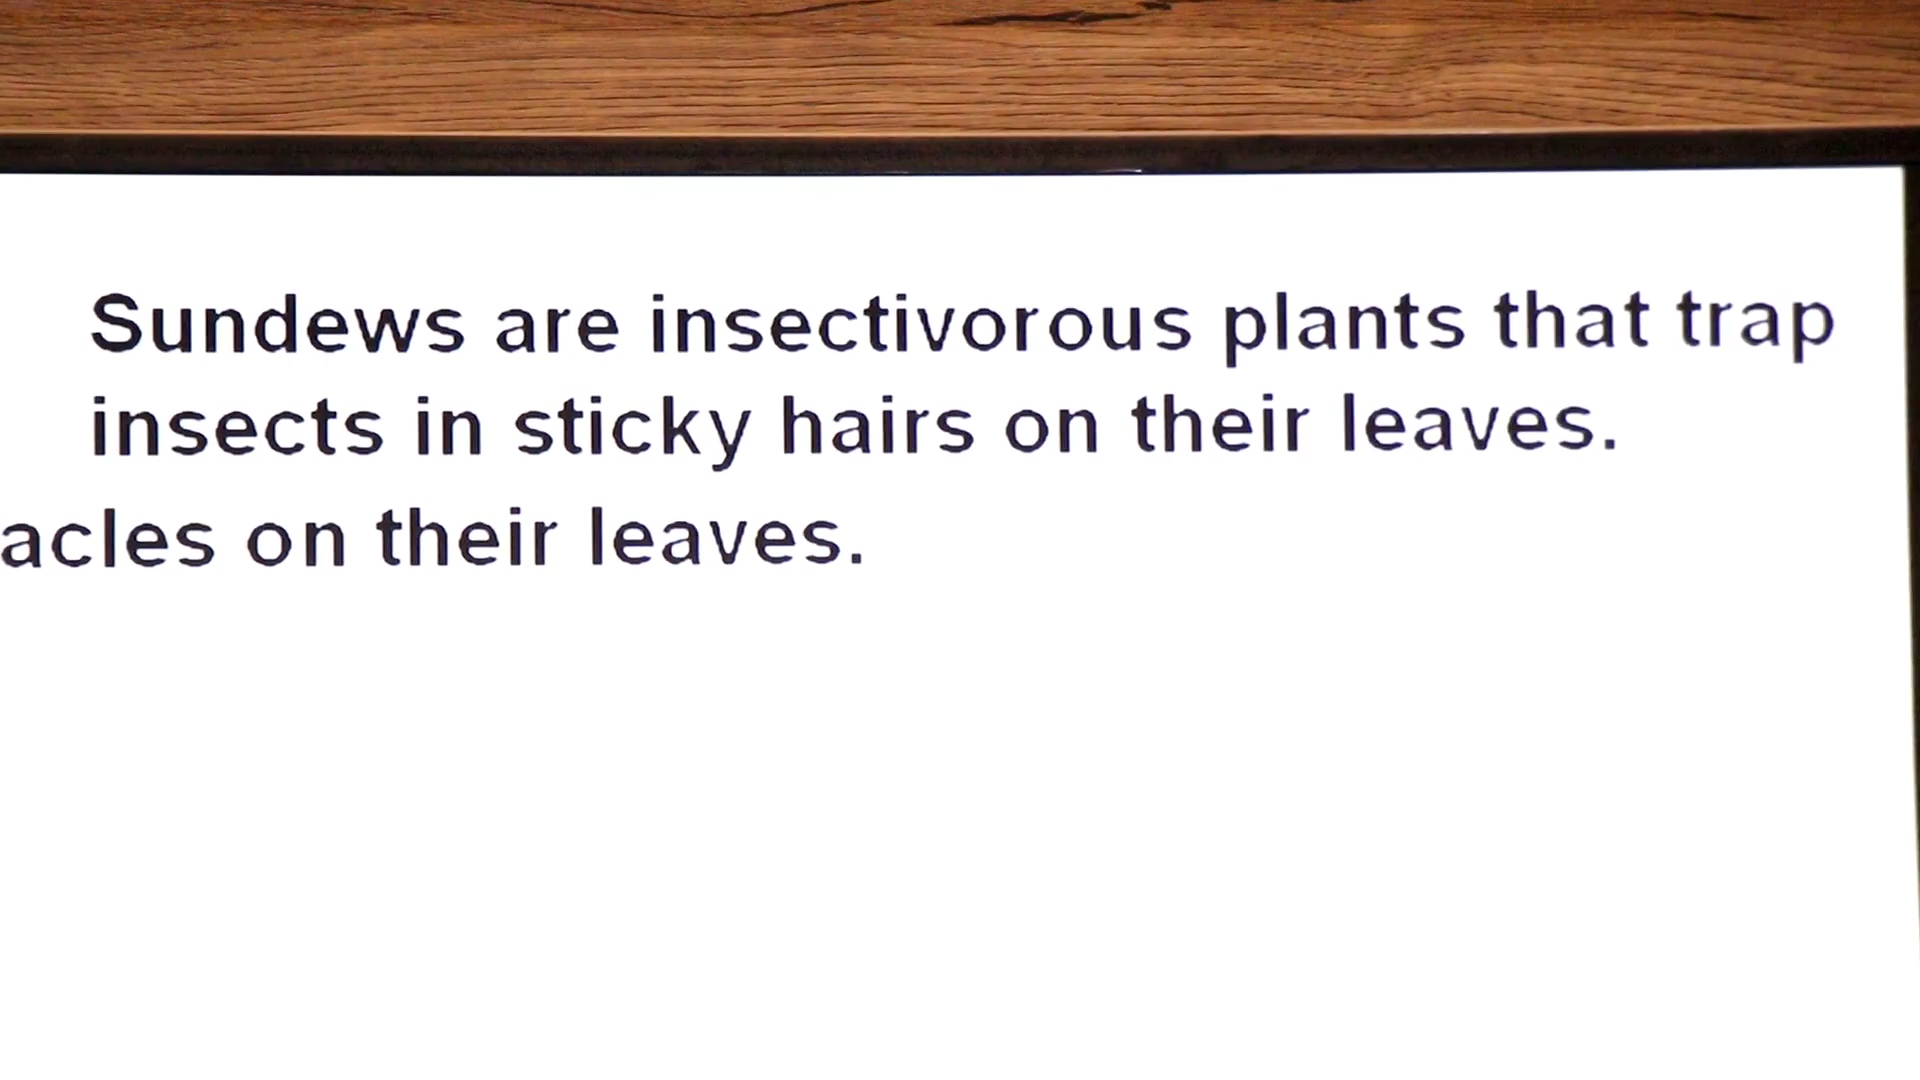 Sundews are insectivorous plants that trap
insects in sticky hairs on their leaves.
acles on their leaves.